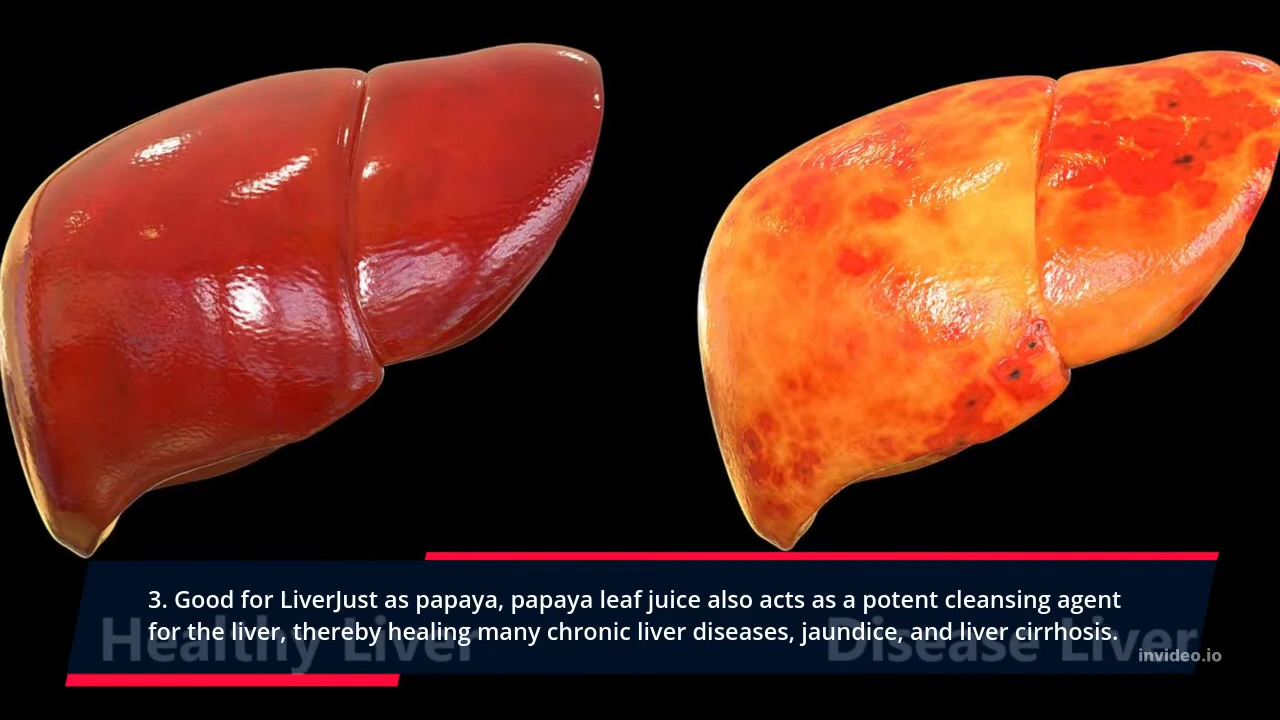 3. Good for LiverJust as papaya, papaya leaf juice also acts as a potent cleansing agent
for the liver, thereby healing many chronic liver diseases, jaundice, and liver cirrhosis.
Healthy Liver
Disease Liver
invideo.io